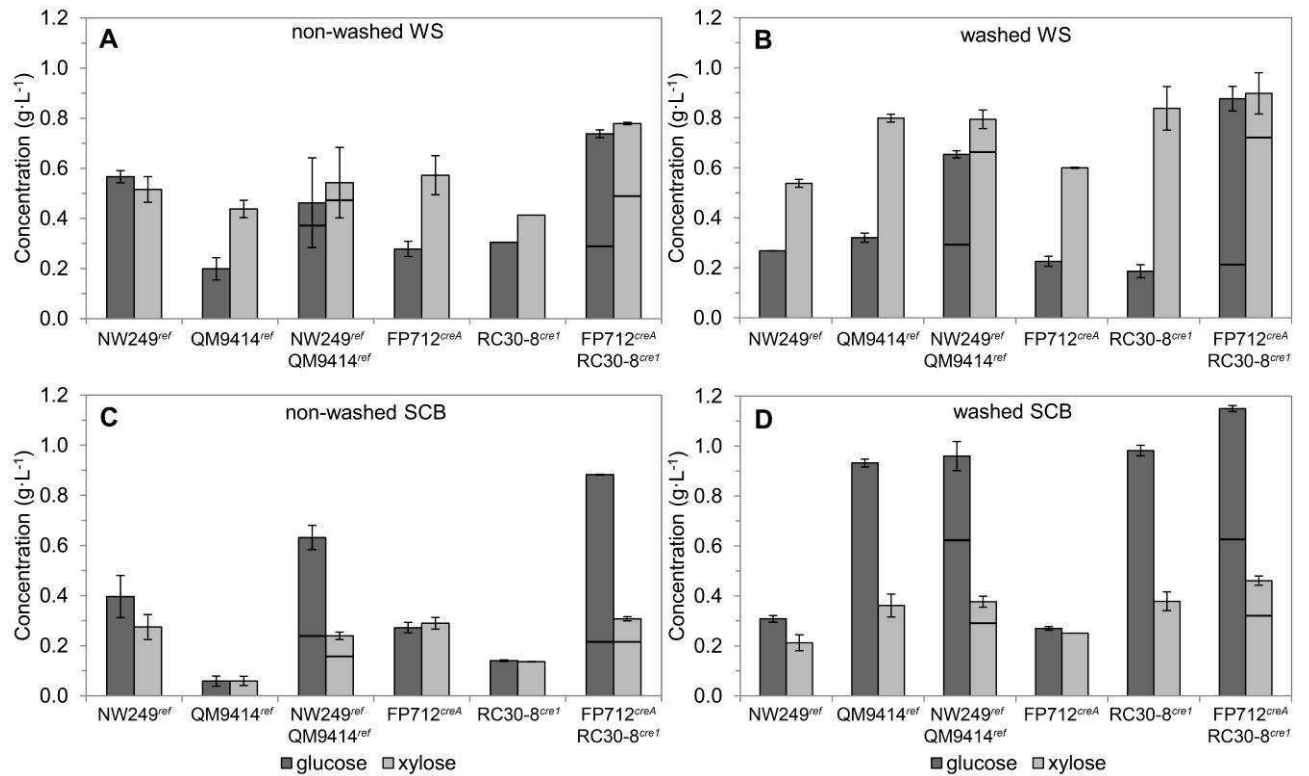 A
non-washed WS
Concentration (g·L⁻¹)
1.2
1.0
0.8
0.6
0.4
0.2
0.0
NW249ʳᵉᶠ
QM9414ʳᵉᶠ
NW249ʳᵉᶠ
QM9414ʳᵉᶠ
FP712ᶜʳᵉᴬ
RC30-8ᶜʳᵉ¹
FP712ᶜʳᵉᴬ
RC30-8ᶜʳᵉ¹
B
washed WS
Concentration (g·L⁻¹)
1.2
1.0
0.8
0.6
0.4
0.2
0.0
NW249ʳᵉᶠ
QM9414ʳᵉᶠ
NW249ʳᵉᶠ
QM9414ʳᵉᶠ
FP712ᶜʳᵉᴬ
RC30-8ᶜʳᵉ¹
FP712ᶜʳᵉᴬ
RC30-8ᶜʳᵉ¹
C
non-washed SCB
Concentration (g·L⁻¹)
1.2
1.0
0.8
0.6
0.4
0.2
0.0
NW249ʳᵉᶠ
QM9414ʳᵉᶠ
NW249ʳᵉᶠ
QM9414ʳᵉᶠ
FP712ᶜʳᵉᴬ
RC30-8ᶜʳᵉ¹
FP712ᶜʳᵉᴬ
RC30-8ᶜʳᵉ¹
glucose
xylose
D
washed SCB
Concentration (g·L⁻¹)
1.2
1.0
0.8
0.6
0.4
0.2
0.0
NW249ʳᵉᶠ
QM9414ʳᵉᶠ
NW249ʳᵉᶠ
QM9414ʳᵉᶠ
FP712ᶜʳᵉᴬ
RC30-8ᶜʳᵉ¹
FP712ᶜʳᵉᴬ
RC30-8ᶜʳᵉ¹
glucose
xylose